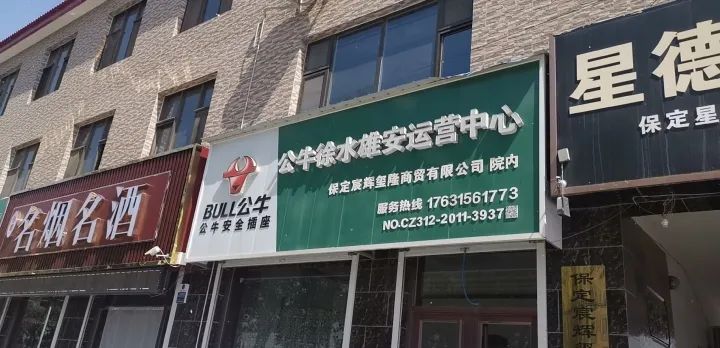 名烟名酒
BULL公牛
公牛安全插座
公牛徐水雄安运营中心
保定宸辉玺隆商贸有限公司 院内
服务热线 17631561773
NO.CZ312-2011-3937
星德
保定星
保定宸辉